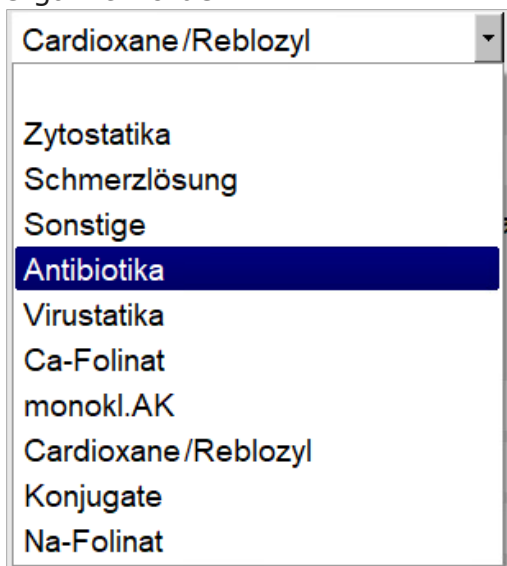 Cardioxane/Reblozyl
Zytostatika
Schmerzlösung
Sonstige
Antibiotika
Virustatika
Ca-Folinat
monokl.AK
Cardioxane/Reblozyl
Konjugate
Na-Folinat